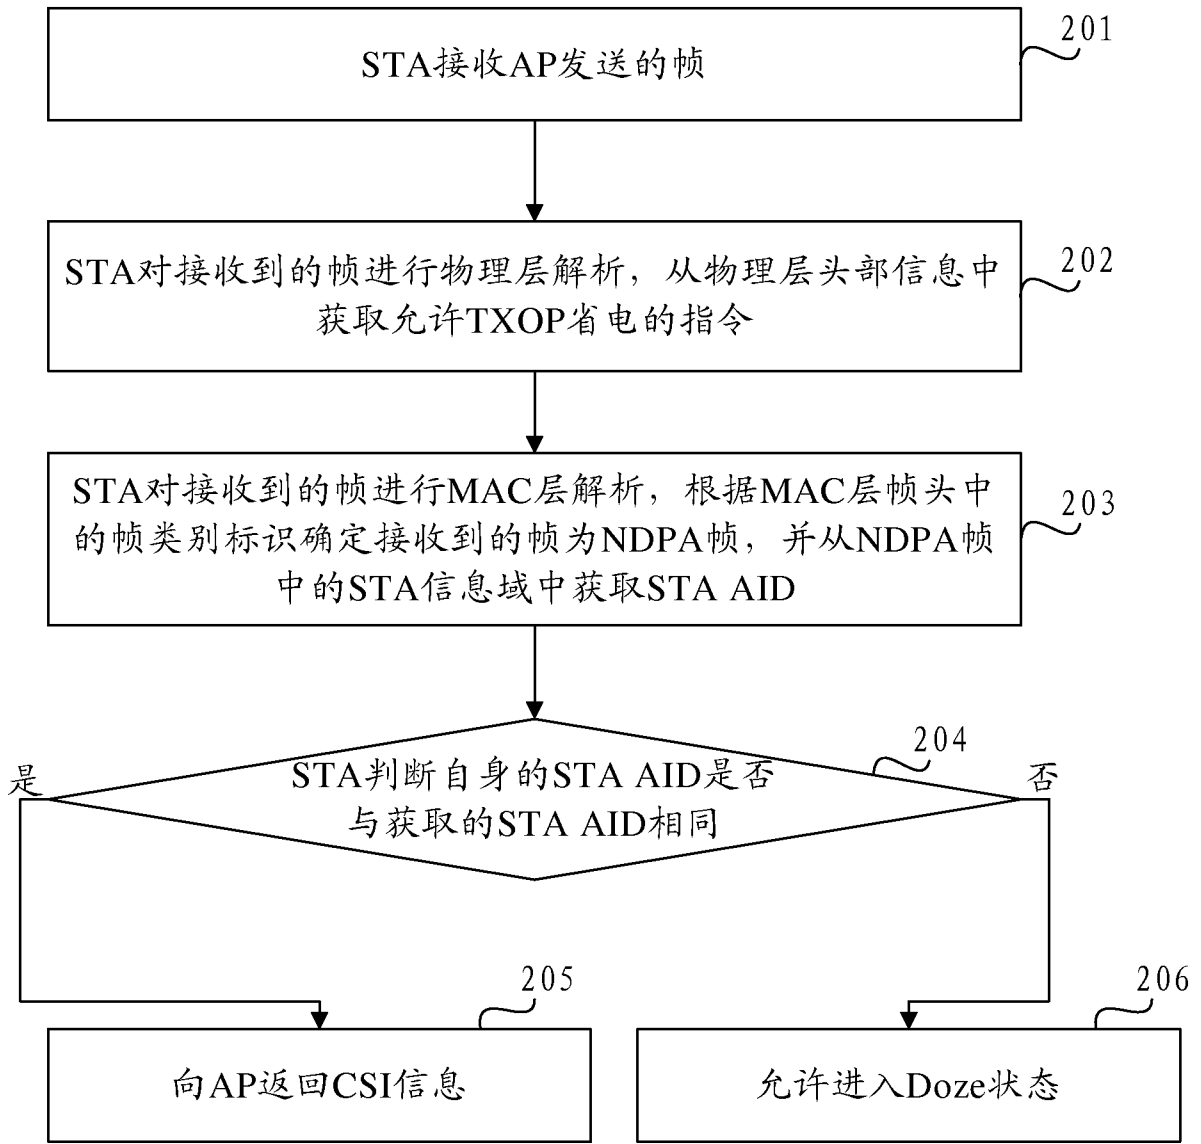 STA接收AP发送的帧
201
STA对接收到的帧进行物理层解析，从物理层头部信息中
获取允许TXOP省电的指令
202
STA对接收到的帧进行MAC层解析，根据MAC层帧头中
的帧类别标识确定接收到的帧为NDPA帧，并从NDPA帧
中的STA信息域中获取STA AID
203
STA判断自身的STA AID是否
与获取的STA AID相同
204
是
否
向AP返回CSI信息
205
允许进入Doze状态
206